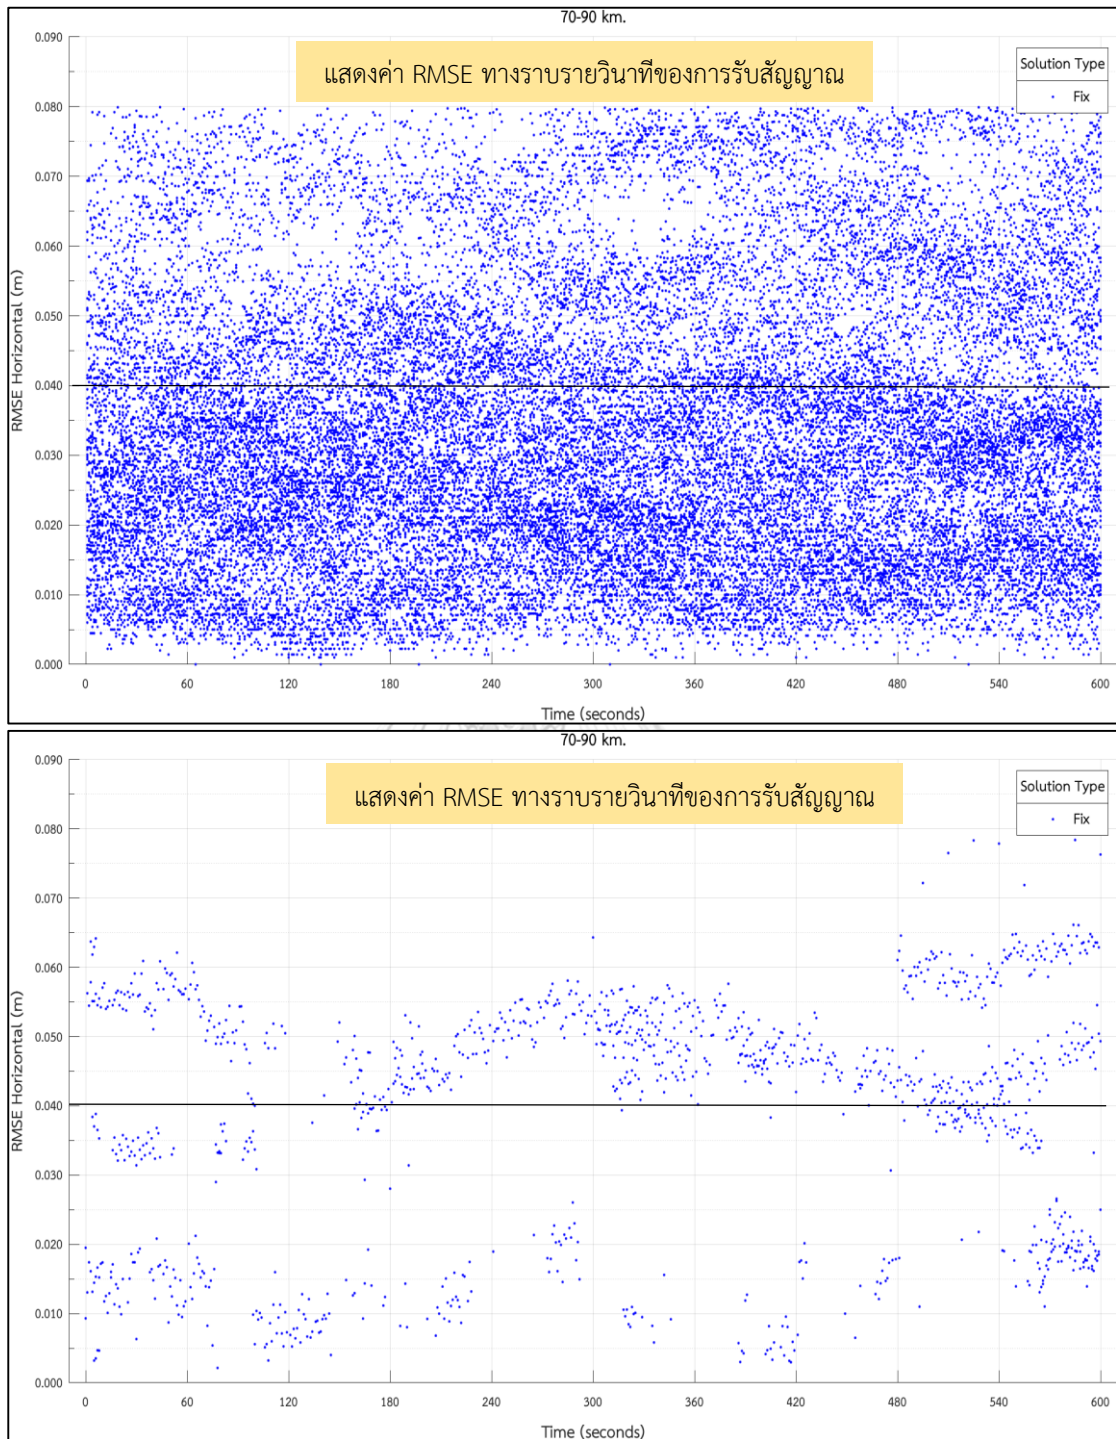 70-90 km.
แสดงค่า RMSE ทางราบรายวินาทีของการรับสัญญาณ
Solution Type
Fix
RMSE Horizontal (m)
0.090
0.080
0.070
0.060
0.050
0.040
0.030
0.020
0.010
0.000
0 60 120 180 240 300 360 420 480 540 600
Time (seconds)
70-90 km.
แสดงค่า RMSE ทางราบรายวินาทีของการรับสัญญาณ
Solution Type
Fix
RMSE Horizontal (m)
0.090
0.080
0.070
0.060
0.050
0.040
0.030
0.020
0.010
0.000
0 60 120 180 240 300 360 420 480 540 600
Time (seconds)